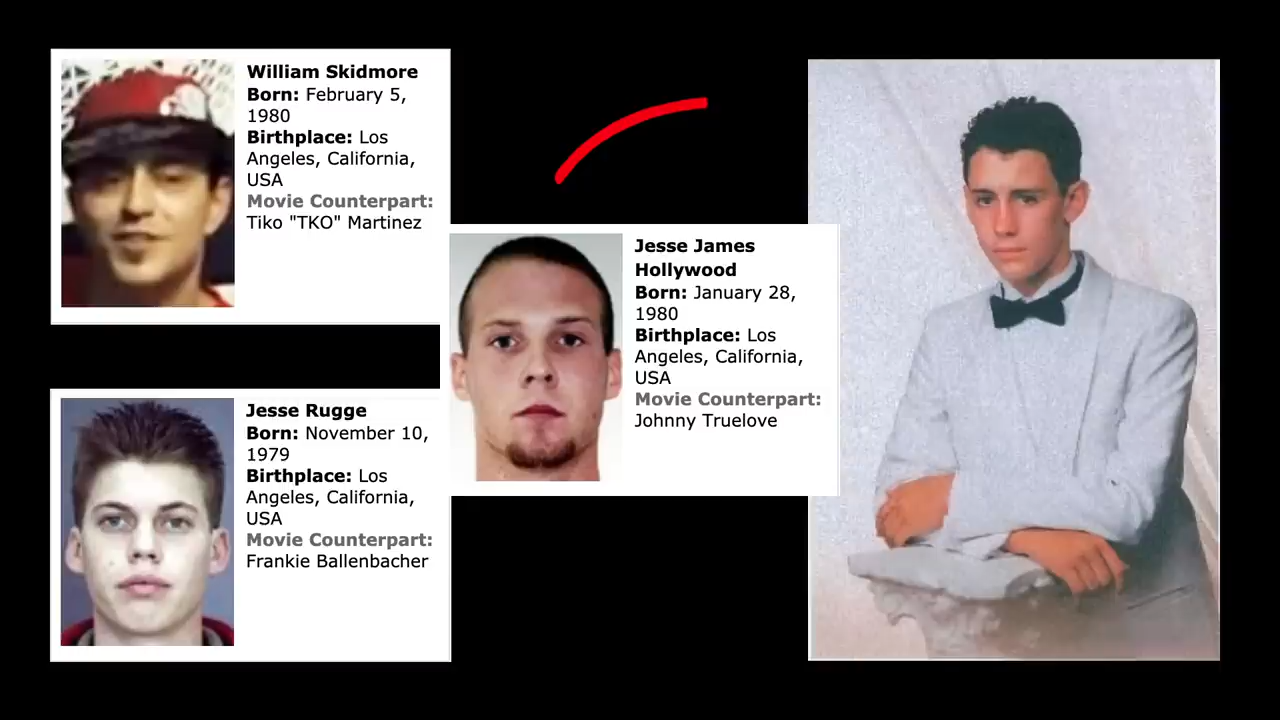 William Skidmore
Born: February 5,
1980
Birthplace: Los
Angeles, California,
USA
Movie Counterpart:
Tiko "TKO" Martinez
Jesse James
Hollywood
Born: January 28,
1980
Birthplace: Los
Angeles, California,
USA
Movie Counterpart:
Johnny Truelove
Jesse Rugge
Born: November 10,
1979
Birthplace: Los
Angeles, California,
USA
Movie Counterpart:
Frankie Ballenbacher